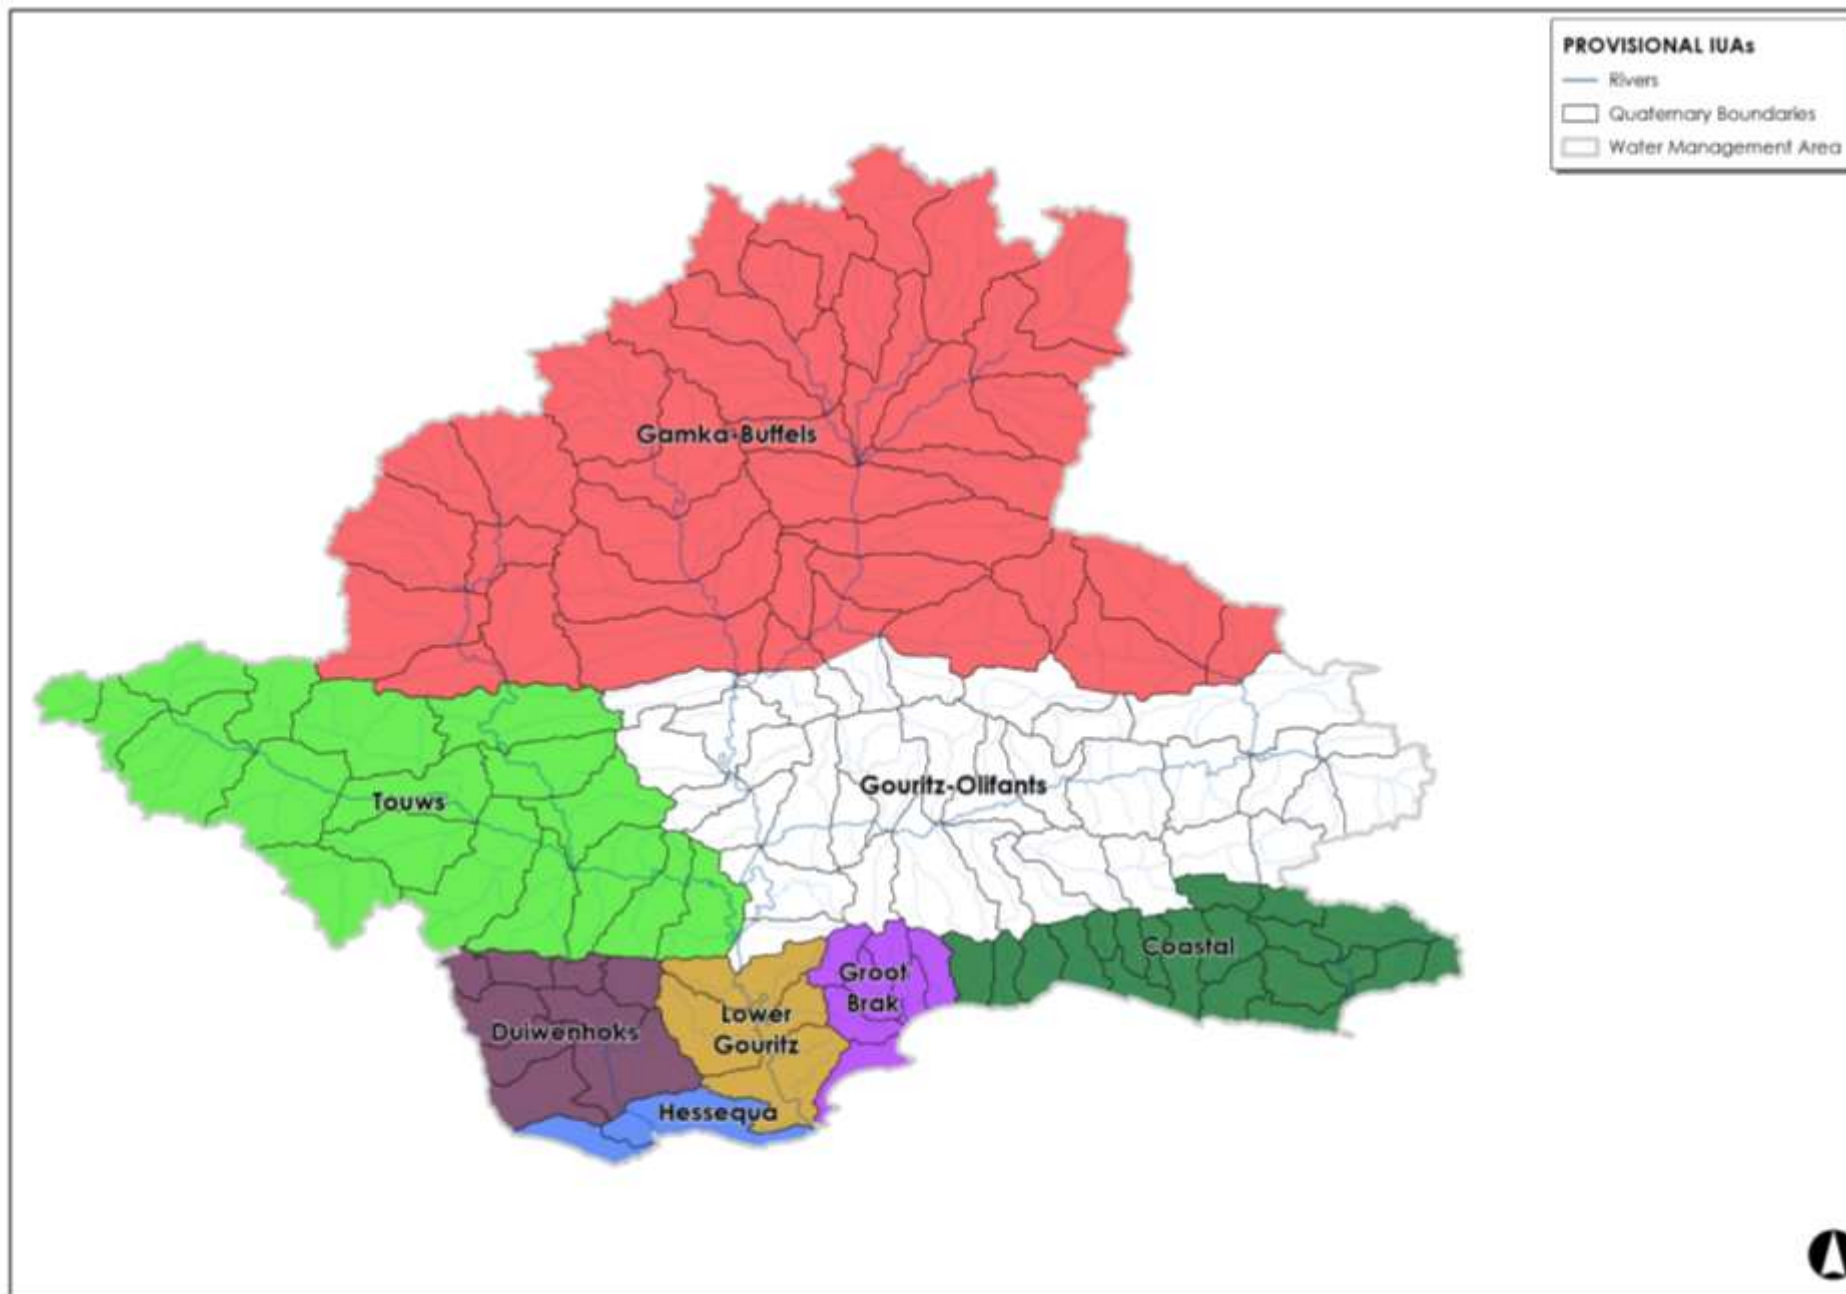 PROVISIONAL IUAs
Rivers
Quaternary Boundaries
Water Management Area
Gamka-Buffels
Touws
Gouritz-Olifants
Coastal
Groot
Brak
Lower
Gouritz
Duiwenhoks
Hessequa